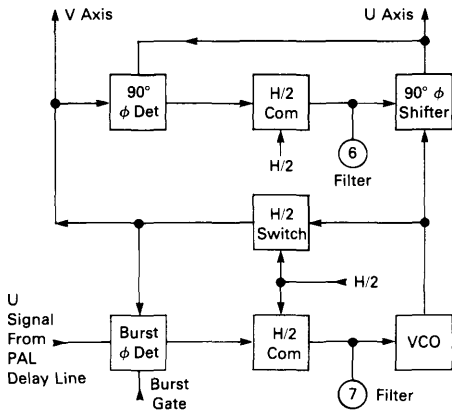 V Axis
U Axis
90°
φ Det
H/2
Com
90° φ
Shifter
H/2
6
Filter
H/2
Switch
H/2
U
Signal
From
PAL
Delay Line
Burst
φ Det
H/2
Com
VCO
Burst
Gate
7
Filter